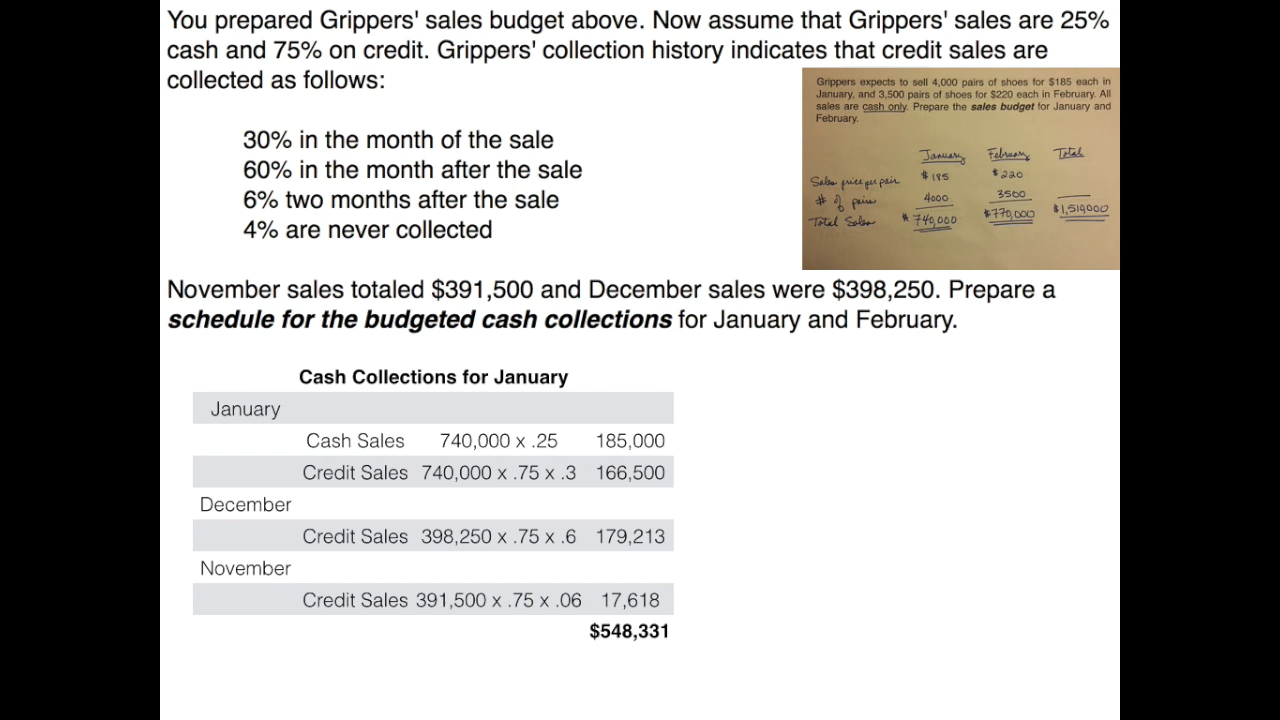 You prepared Grippers' sales budget above. Now assume that Grippers' sales are 25%
cash and 75% on credit. Grippers' collection history indicates that credit sales are
collected as follows:
30% in the month of the sale
60% in the month after the sale
6% two months after the sale
4% are never collected
Grippers expects to sell 4,000 pairs of shoes for $185 each in
January, and 3,500 pairs of shoes for $220 each in February. All
sales are cash only. Prepare the sales budget for January and
February.
January February Total
Sales price per pair $185 $220
# of pairs 4000 3500
Total Sales $740,000 $770,000 $1,510,000
November sales totaled $391,500 and December sales were $398,250. Prepare a
schedule for the budgeted cash collections for January and February.
Cash Collections for January
January
Cash Sales 740,000 x .25 185,000
Credit Sales 740,000 x .75 x .3 166,500
December
Credit Sales 398,250 x .75 x .6 179,213
November
Credit Sales 391,500 x .75 x .06 17,618
$548,331